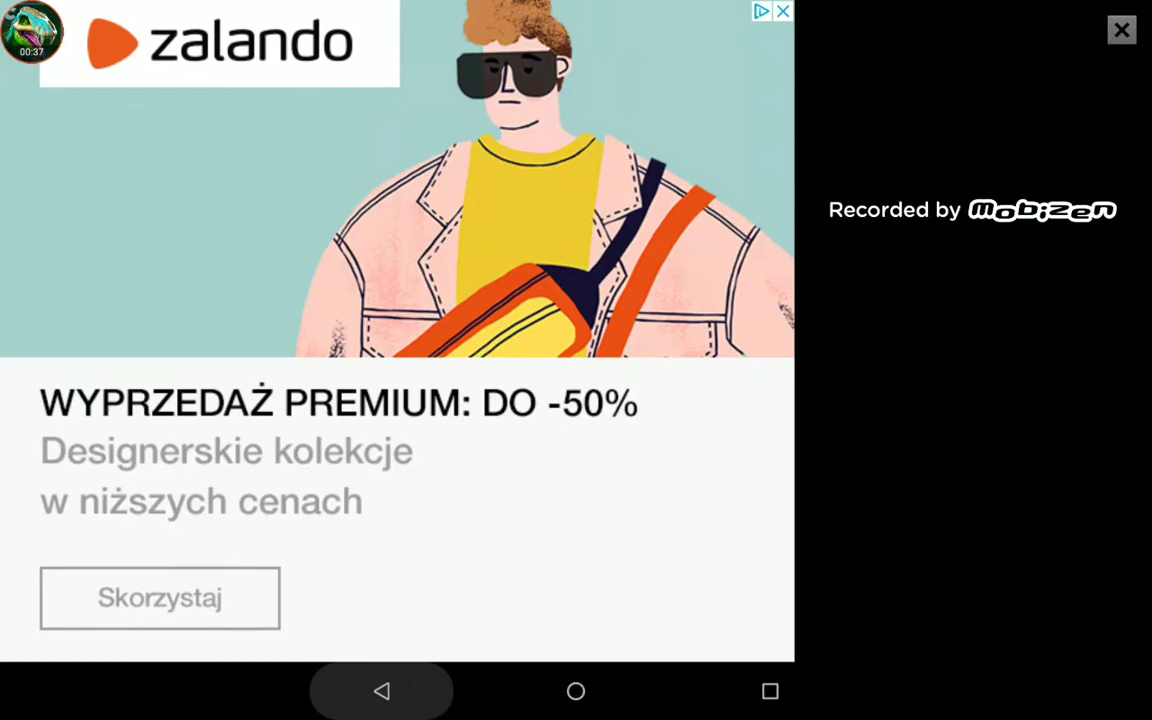 00:37
zalando
Recorded by mobizen
WYPRZEDAŻ PREMIUM: DO -50%
Designerskie kolekcje
w niższych cenach
Skorzystaj